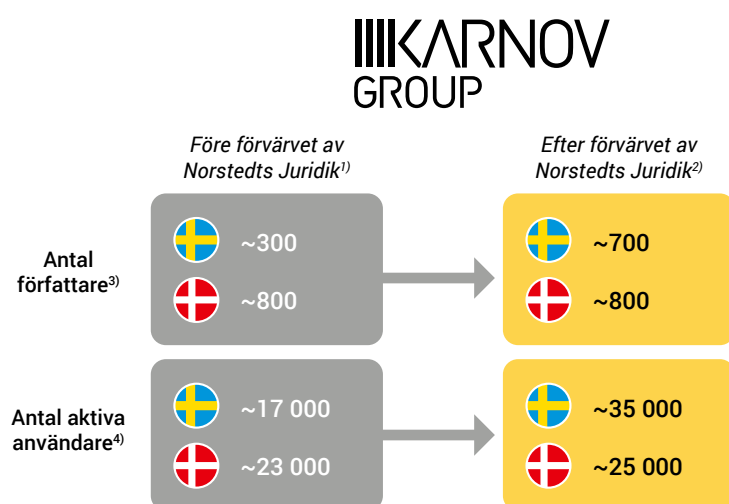 KARNOV
GROUP
Före förvärvet av
Norstedts Juridik1)
Efter förvärvet av
Norstedts Juridik2)
Antal
författare3)
~300
~800
~700
~800
Antal aktiva
användare4)
~17 000
~23 000
~35 000
~25 000